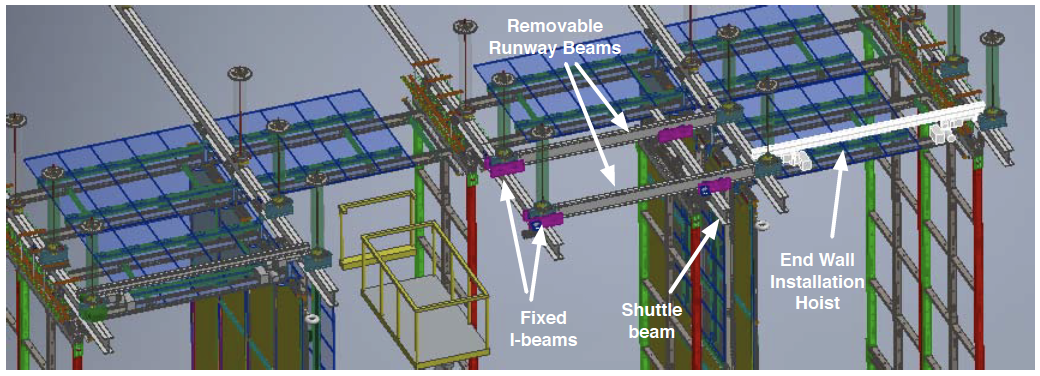 Removable
Runway Beams
End Wall
Installation
Hoist
Shuttle
beam
Fixed
I-beams